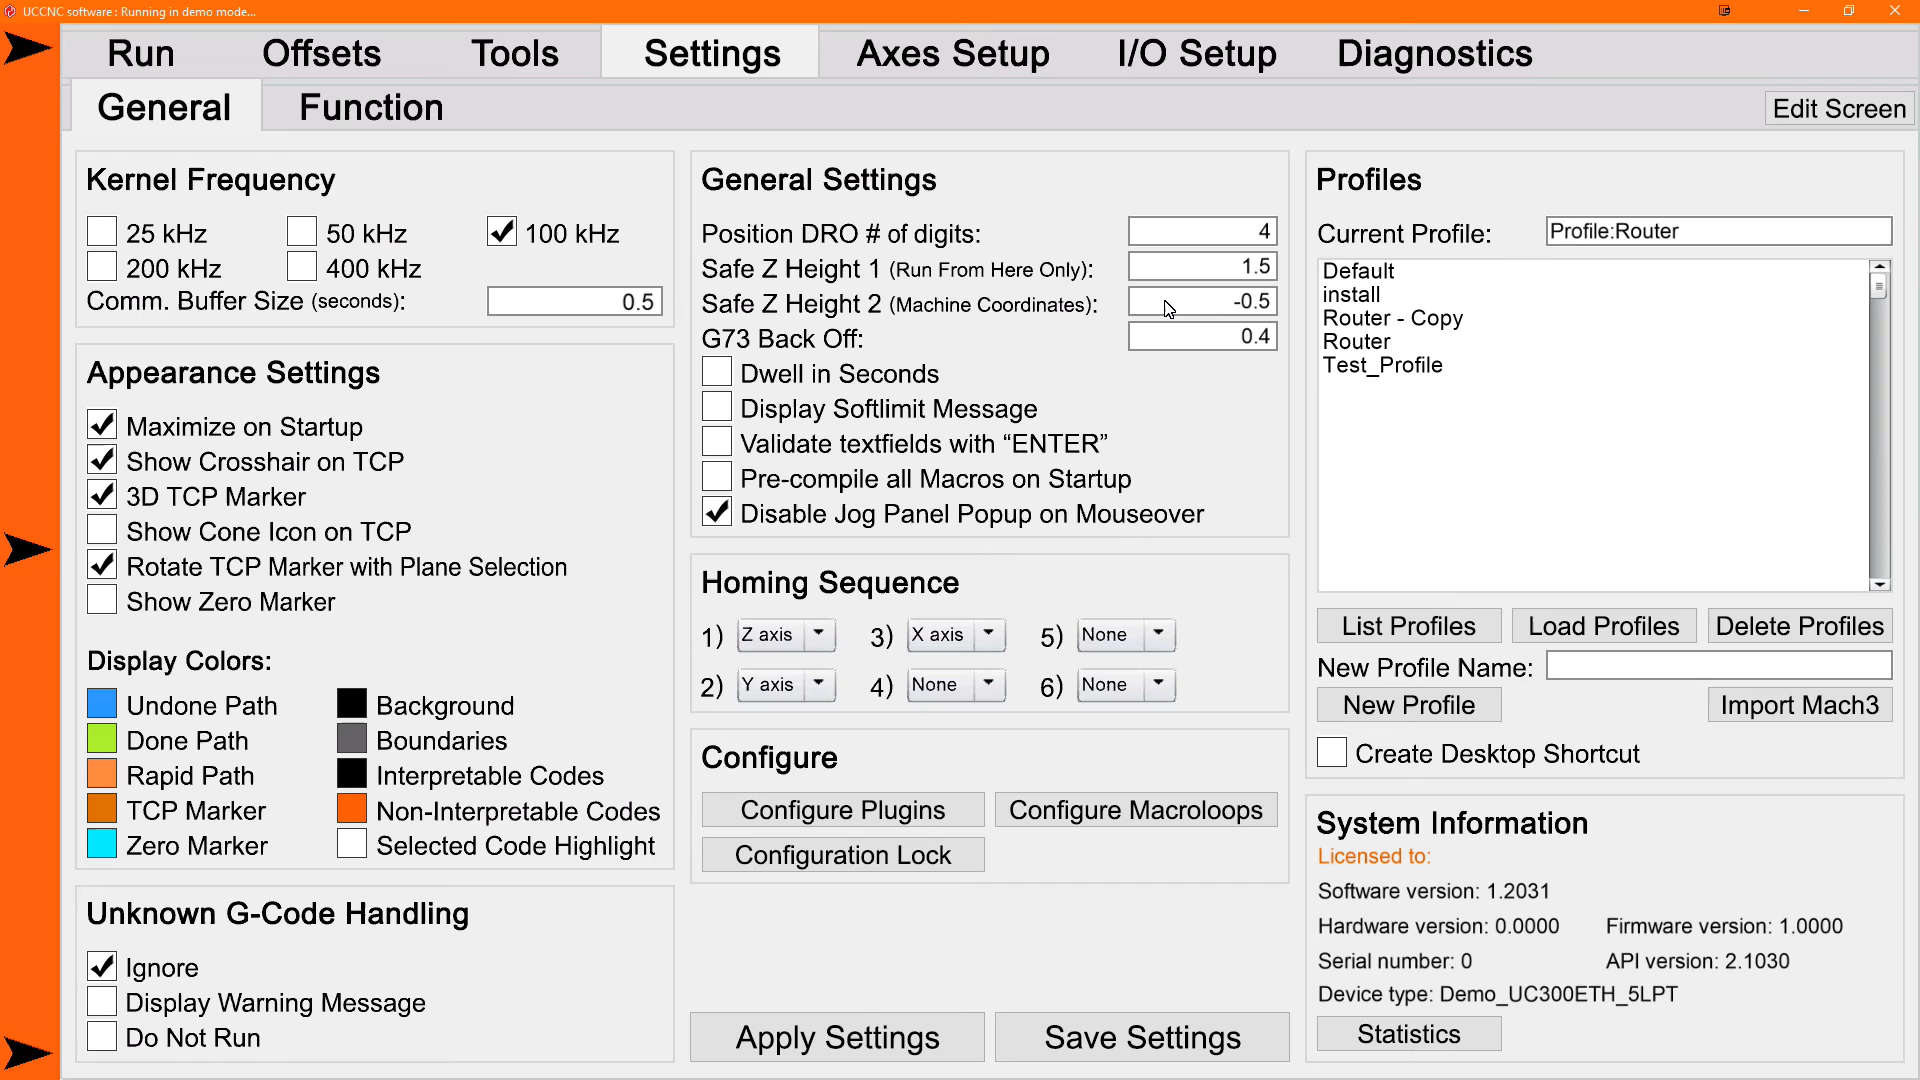 UCCNC software : Running in demo mode...
Run Offsets Tools Settings Axes Setup I/O Setup Diagnostics
General Function Edit Screen
Kernel Frequency
25 kHz 50 kHz 100 kHz
200 kHz 400 kHz
Comm. Buffer Size (seconds): 0.5
Appearance Settings
Maximize on Startup
Show Crosshair on TCP
3D TCP Marker
Show Cone Icon on TCP
Rotate TCP Marker with Plane Selection
Show Zero Marker
Display Colors:
Undone Path Background
Done Path Boundaries
Rapid Path Interpretable Codes
TCP Marker Non-Interpretable Codes
Zero Marker Selected Code Highlight
Unknown G-Code Handling
Ignore
Display Warning Message
Do Not Run
General Settings
Position DRO # of digits: 4
Safe Z Height 1 (Run From Here Only): 1.5
Safe Z Height 2 (Machine Coordinates): -0.5
G73 Back Off: 0.4
Dwell in Seconds
Display Softlimit Message
Validate textfields with “ENTER”
Pre-compile all Macros on Startup
Disable Jog Panel Popup on Mouseover
Homing Sequence
1) Z axis 3) X axis 5) None
2) Y axis 4) None 6) None
Configure
Configure Plugins Configure Macroloops
Configuration Lock
Apply Settings Save Settings
Profiles
Current Profile: Profile:Router
Default
install
Router - Copy
Router
Test_Profile
List Profiles Load Profiles Delete Profiles
New Profile Name:
New Profile Import Mach3
Create Desktop Shortcut
System Information
Licensed to:
Software version: 1.2031
Hardware version: 0.0000 Firmware version: 1.0000
Serial number: 0 API version: 2.1030
Device type: Demo_UC300ETH_5LPT
Statistics